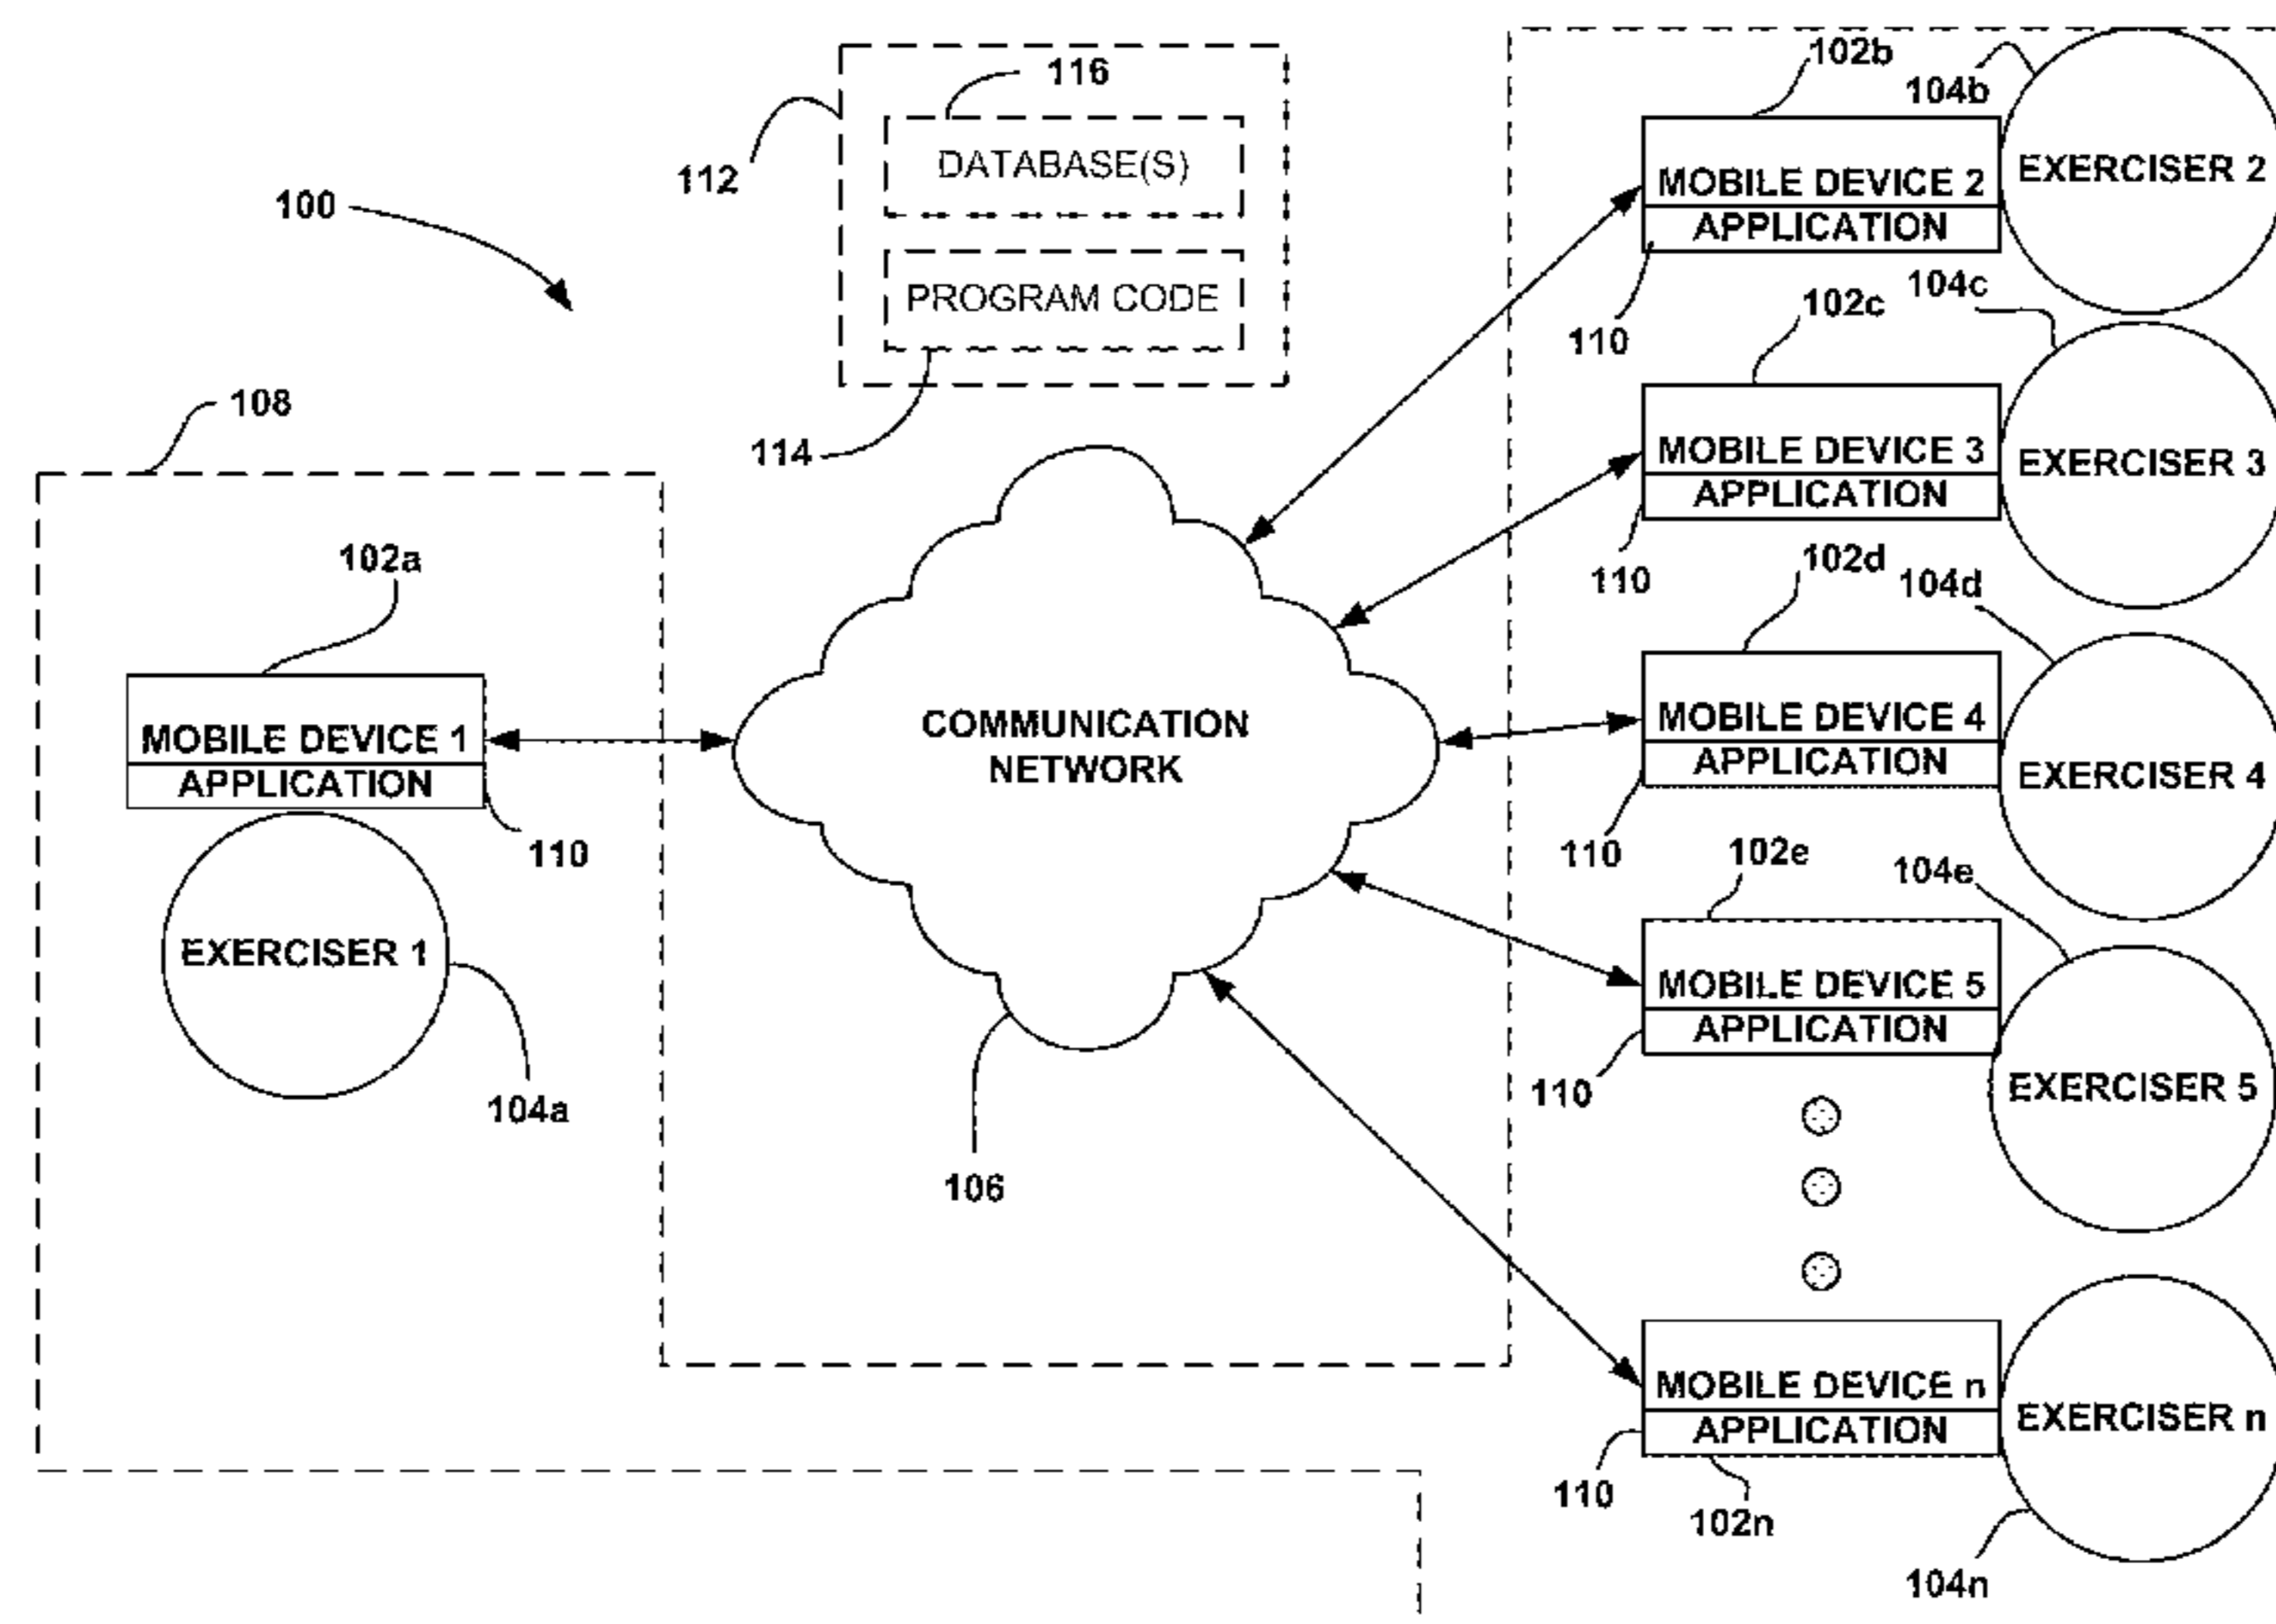 116
DATABASE(S)
112
PROGRAM CODE
114
100
108
102a
MOBILE DEVICE 1
APPLICATION
110
EXERCISER 1
104a
COMMUNICATION
NETWORK
106
102b
104b
MOBILE DEVICE 2
APPLICATION
EXERCISER 2
110
102c
104c
MOBILE DEVICE 3
APPLICATION
EXERCISER 3
110
102d
104d
MOBILE DEVICE 4
APPLICATION
EXERCISER 4
110
102e
104e
MOBILE DEVICE 5
APPLICATION
EXERCISER 5
110
MOBILE DEVICE n
APPLICATION
EXERCISER n
110
102n
104n